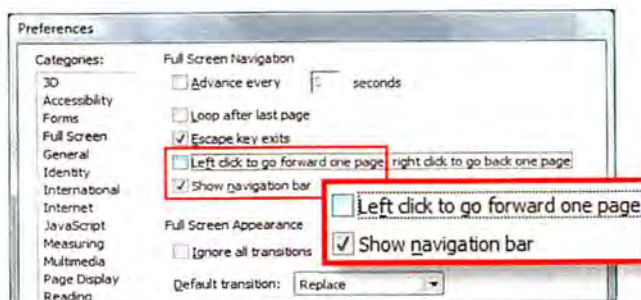 Preferences
Categories:
3D
Accessibility
Forms
Full Screen
General
Identity
International
Internet
JavaScript
Measuring
Multimedia
Page Display
Reading
Full Screen Navigation
Advance every 5 seconds
Loop after last page
Escape key exits
Left click to go forward one page; right click to go back one page
Show navigation bar
Full Screen Appearance
Ignore all transitions
Default transition: Replace
Left click to go forward one page
Show navigation bar